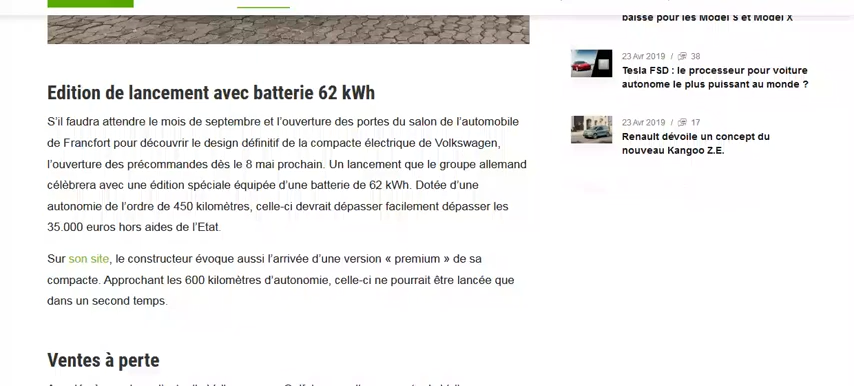 baisse pour les Model S et Model X
23 Avr 2019 / 38
Tesla FSD : le processeur pour voiture
autonome le plus puissant au monde ?
23 Avr 2019 / 17
Renault dévoile un concept du
nouveau Kangoo Z.E.
Edition de lancement avec batterie 62 kWh
S'il faudra attendre le mois de septembre et l'ouverture des portes du salon de l'automobile
de Francfort pour découvrir le design définitif de la compacte électrique de Volkswagen,
l'ouverture des précommandes dès le 8 mai prochain. Un lancement que le groupe allemand
célèbrera avec une édition spéciale équipée d'une batterie de 62 kWh. Dotée d'une
autonomie de l'ordre de 450 kilomètres, celle-ci devrait dépasser facilement dépasser les
35.000 euros hors aides de l'Etat.
Sur son site, le constructeur évoque aussi l'arrivée d'une version « premium » de sa
compacte. Approchant les 600 kilomètres d'autonomie, celle-ci ne pourrait être lancée que
dans un second temps.
Ventes à perte